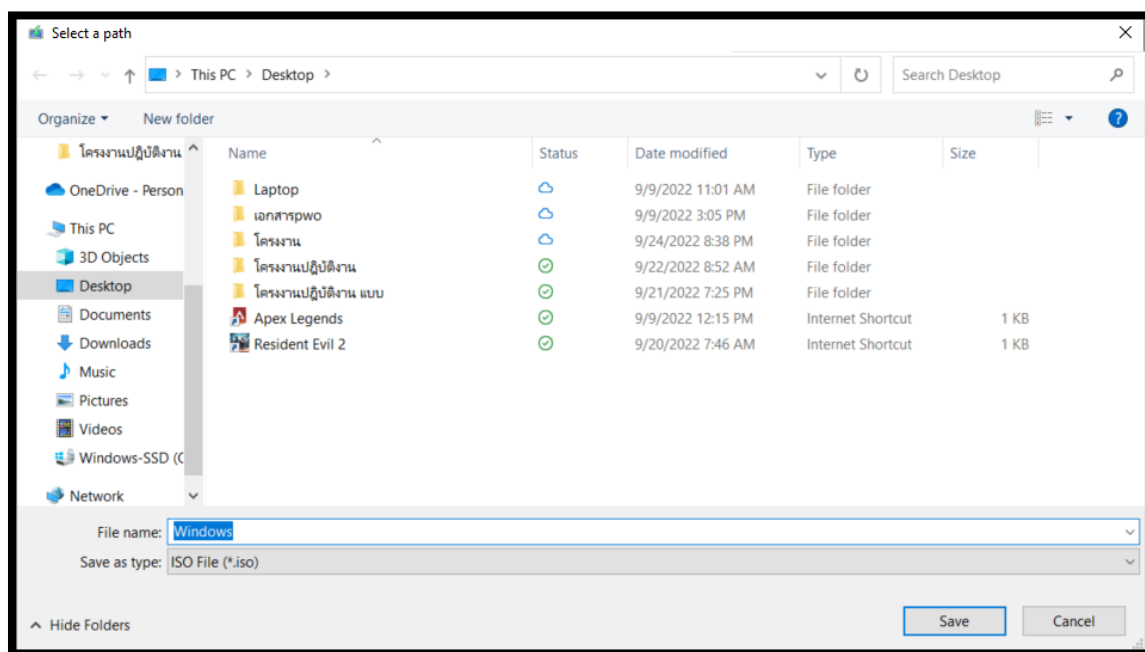 Select a path
This PC > Desktop >
Search Desktop
Organize
New folder
Name
Status
Date modified
Type
Size
โครงงานปฏิบัติงาน
OneDrive - Person
This PC
3D Objects
Desktop
Documents
Downloads
Music
Pictures
Videos
Windows-SSD (C
Network
Laptop 9/9/2022 11:01 AM File folder
เอกสารpwo 9/9/2022 3:05 PM File folder
โครงงาน 9/24/2022 8:38 PM File folder
โครงงานปฎิบัติงาน 9/22/2022 8:52 AM File folder
โครงงานปฎิบัติงาน แบบ 9/21/2022 7:25 PM File folder
Apex Legends 9/9/2022 12:15 PM Internet Shortcut 1 KB
Resident Evil 2 9/20/2022 7:46 AM Internet Shortcut 1 KB
File name: Windows
Save as type: ISO File (*.iso)
Hide Folders
Save
Cancel